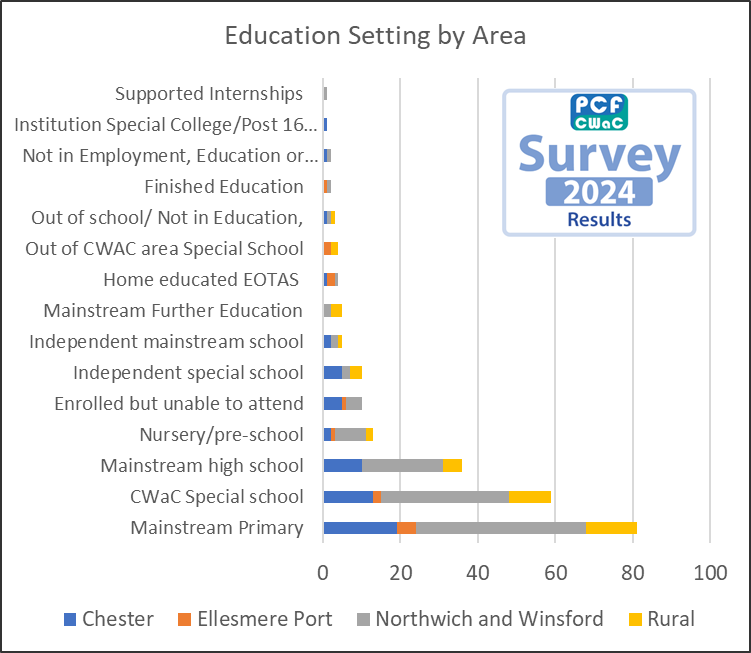 Education Setting by Area
Supported Internships
Institution Special College/Post 16...
Not in Employment, Education or...
Finished Education
Out of school/ Not in Education,
Out of CWAC area Special School
Home educated EOTAS
Mainstream Further Education
Independent mainstream school
Independent special school
Enrolled but unable to attend
Nursery/pre-school
Mainstream high school
CWaC Special school
Mainstream Primary
PCF
CWaC
Survey
2024
Results
0 20 40 60 80 100
Chester Ellesmere Port Northwich and Winsford Rural